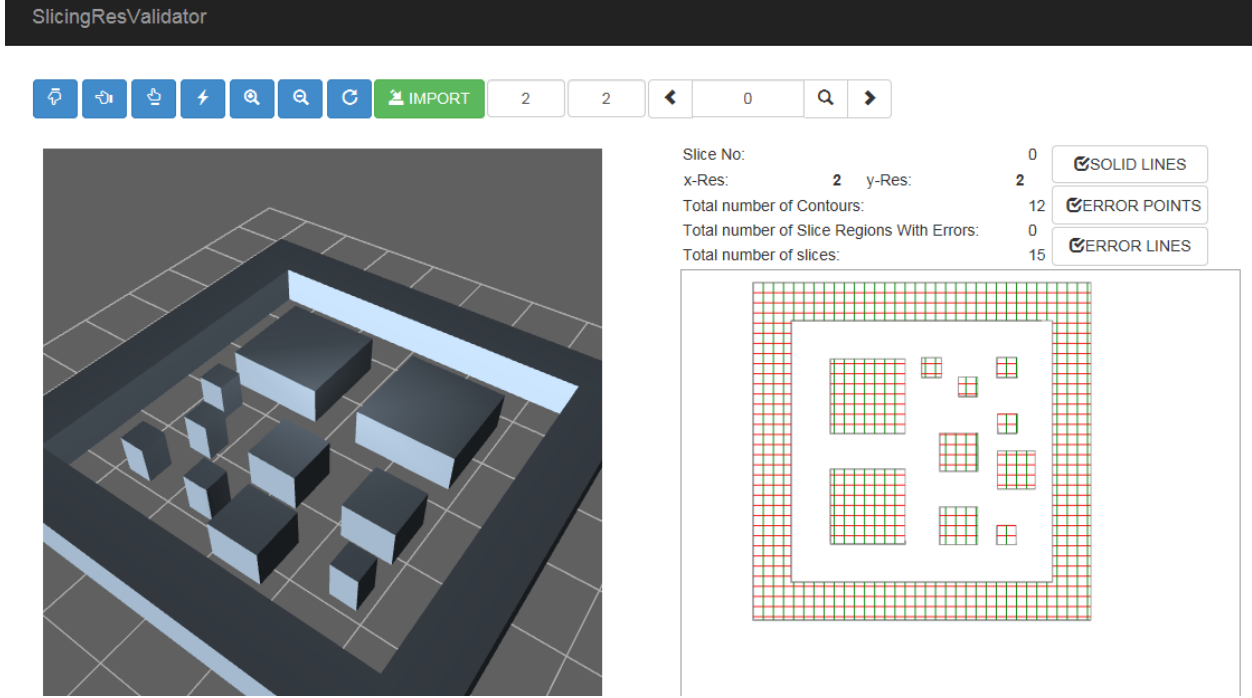 SlicingResValidator
IMPORT 2 2 0
Slice No: 0
x-Res: 2 y-Res: 2
Total number of Contours: 12
Total number of Slice Regions With Errors: 0
Total number of slices: 15
SOLID LINES
ERROR POINTS
ERROR LINES